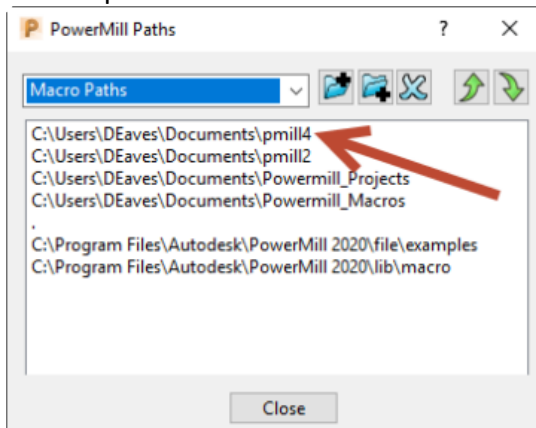 PowerMill Paths ? ×
Macro Paths
C:\Users\DEaves\Documents\pmill4
C:\Users\DEaves\Documents\pmill2
C:\Users\DEaves\Documents\Powermill_Projects
C:\Users\DEaves\Documents\Powermill_Macros
.
C:\Program Files\Autodesk\PowerMill 2020\file\examples
C:\Program Files\Autodesk\PowerMill 2020\lib\macro
Close